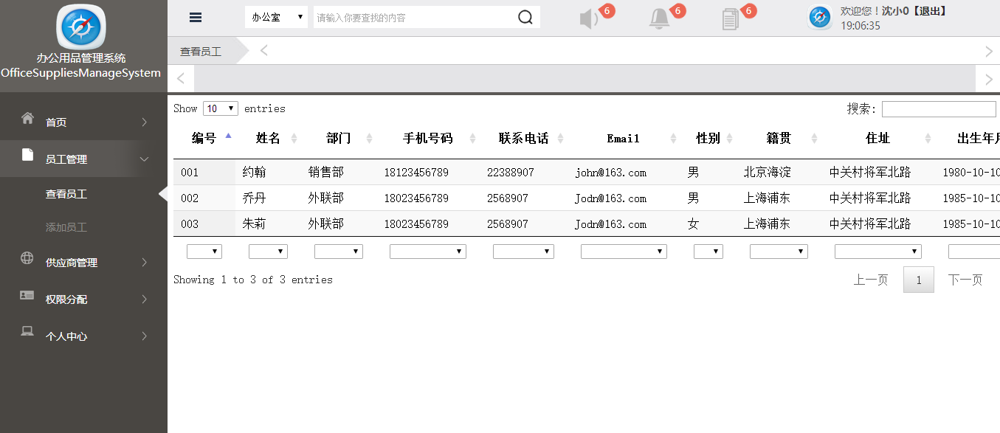 办公用品管理系统
OfficeSuppliesManageSystem
首页
员工管理
查看员工
添加员工
供应商管理
权限分配
个人中心
办公室 请输入你要查找的内容 6 6 6 欢迎您！沈小0【退出】
19:06:35
查看员工
Show 10 entries 搜索:
编号 姓名 部门 手机号码 联系电话 Email 性别 籍贯 住址 出生年月
001 约翰 销售部 18123456789 22388907 john@163.com 男 北京海淀 中关村将军北路 1980-10-10
002 乔丹 外联部 18023456789 2568907 Jodn@163.com 男 上海浦东 中关村将军北路 1985-10-10
003 朱莉 外联部 18023456789 2568907 Jodn@163.com 女 上海浦东 中关村将军北路 1985-10-10
Showing 1 to 3 of 3 entries 上一页 1 下一页